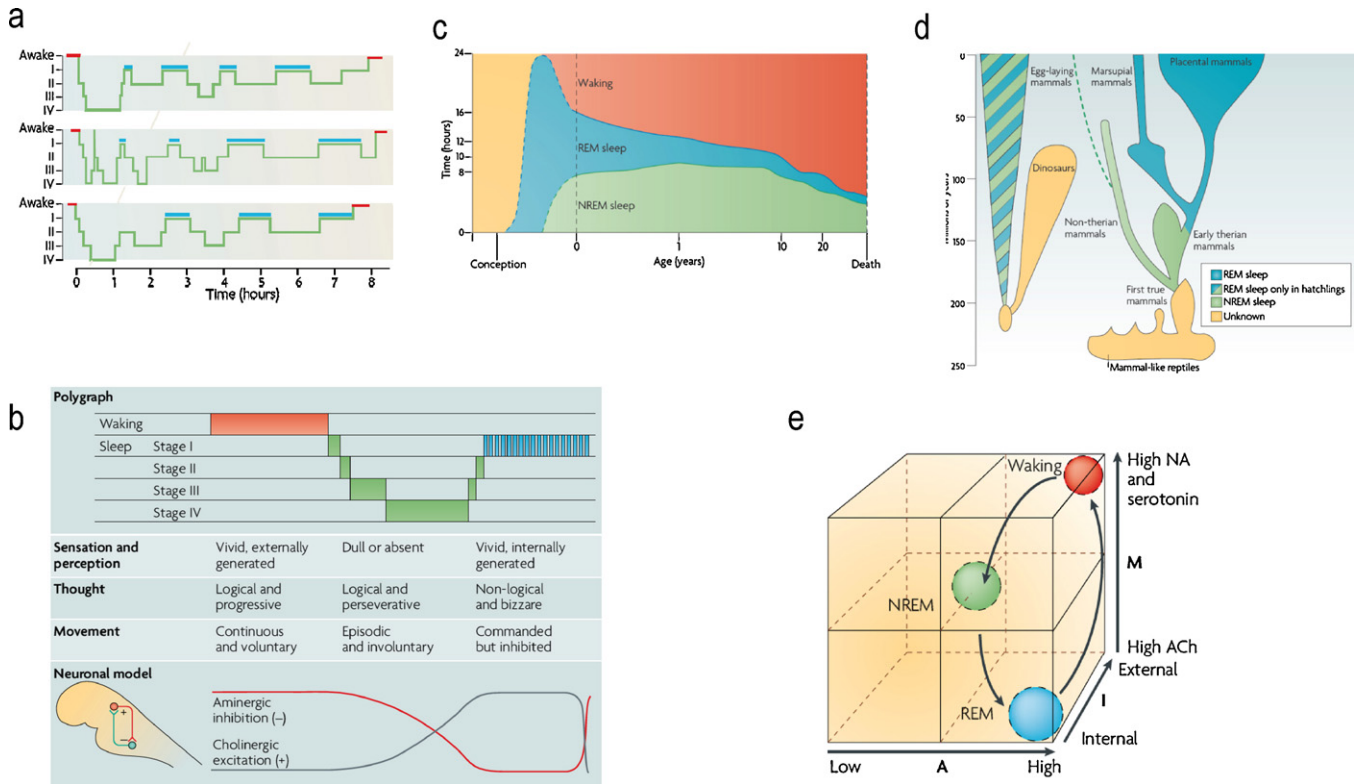 a
Awake
I
II
III
IV
Awake
I
II
III
IV
Awake
I
II
III
IV
0 1 2 3 4 5 6 7 8
Time (hours)
c
24
16
12
10
8
0
Time (hours)
Waking
REM sleep
NREM sleep
0 1 10 20
Conception
Age (years)
Death
d
0
50
100
150
200
250
Egg-laying
mammals
Marsupial
mammals
Placental mammals
Dinosaurs
Non-therian
mammals
Early therian
mammals
First true
mammals
REM sleep
REM sleep only in hatchlings
NREM sleep
Unknown
Mammal-like reptiles
b
Polygraph
Waking
Sleep Stage I
Stage II
Stage III
Stage IV
Sensation and
perception
Vivid, externally
generated
Dull or absent
Vivid, internally
generated
Thought
Logical and
progressive
Logical and
perseverative
Non-logical
and bizzare
Movement
Continuous
and voluntary
Episodic
and involuntary
Commanded
but inhibited
Neuronal model
+
–
Aminergic
inhibition (–)
Cholinergic
excitation (+)
e
Waking
High NA
and
serotonin
M
NREM
High ACh
External
I
REM
Internal
Low A High